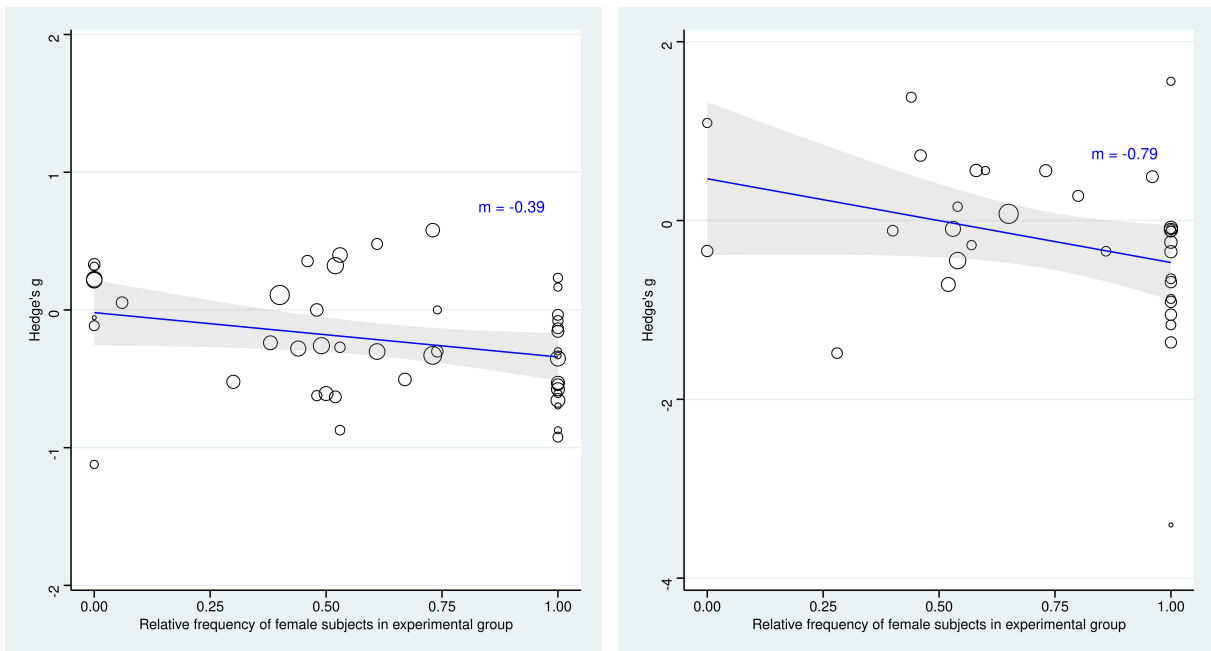 2
1
0
-1
-2
Hedge's g
m = -0.39
0.00 0.25 0.50 0.75 1.00
Relative frequency of female subjects in experimental group
2
0
-2
-4
Hedge's g
m = -0.79
0.00 0.25 0.50 0.75 1.00
Relative frequency of female subjects in experimental group